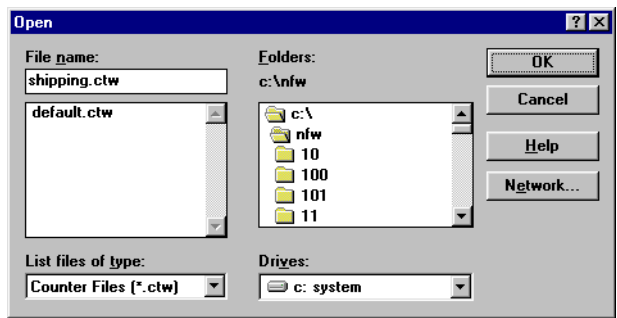 Open
File name:
shipping.ctw
default.ctw
Folders:
c:\nfw
c:\
nfw
10
100
101
11
OK
Cancel
Help
Network...
List files of type:
Counter Files (*.ctw)
Drives:
c: system